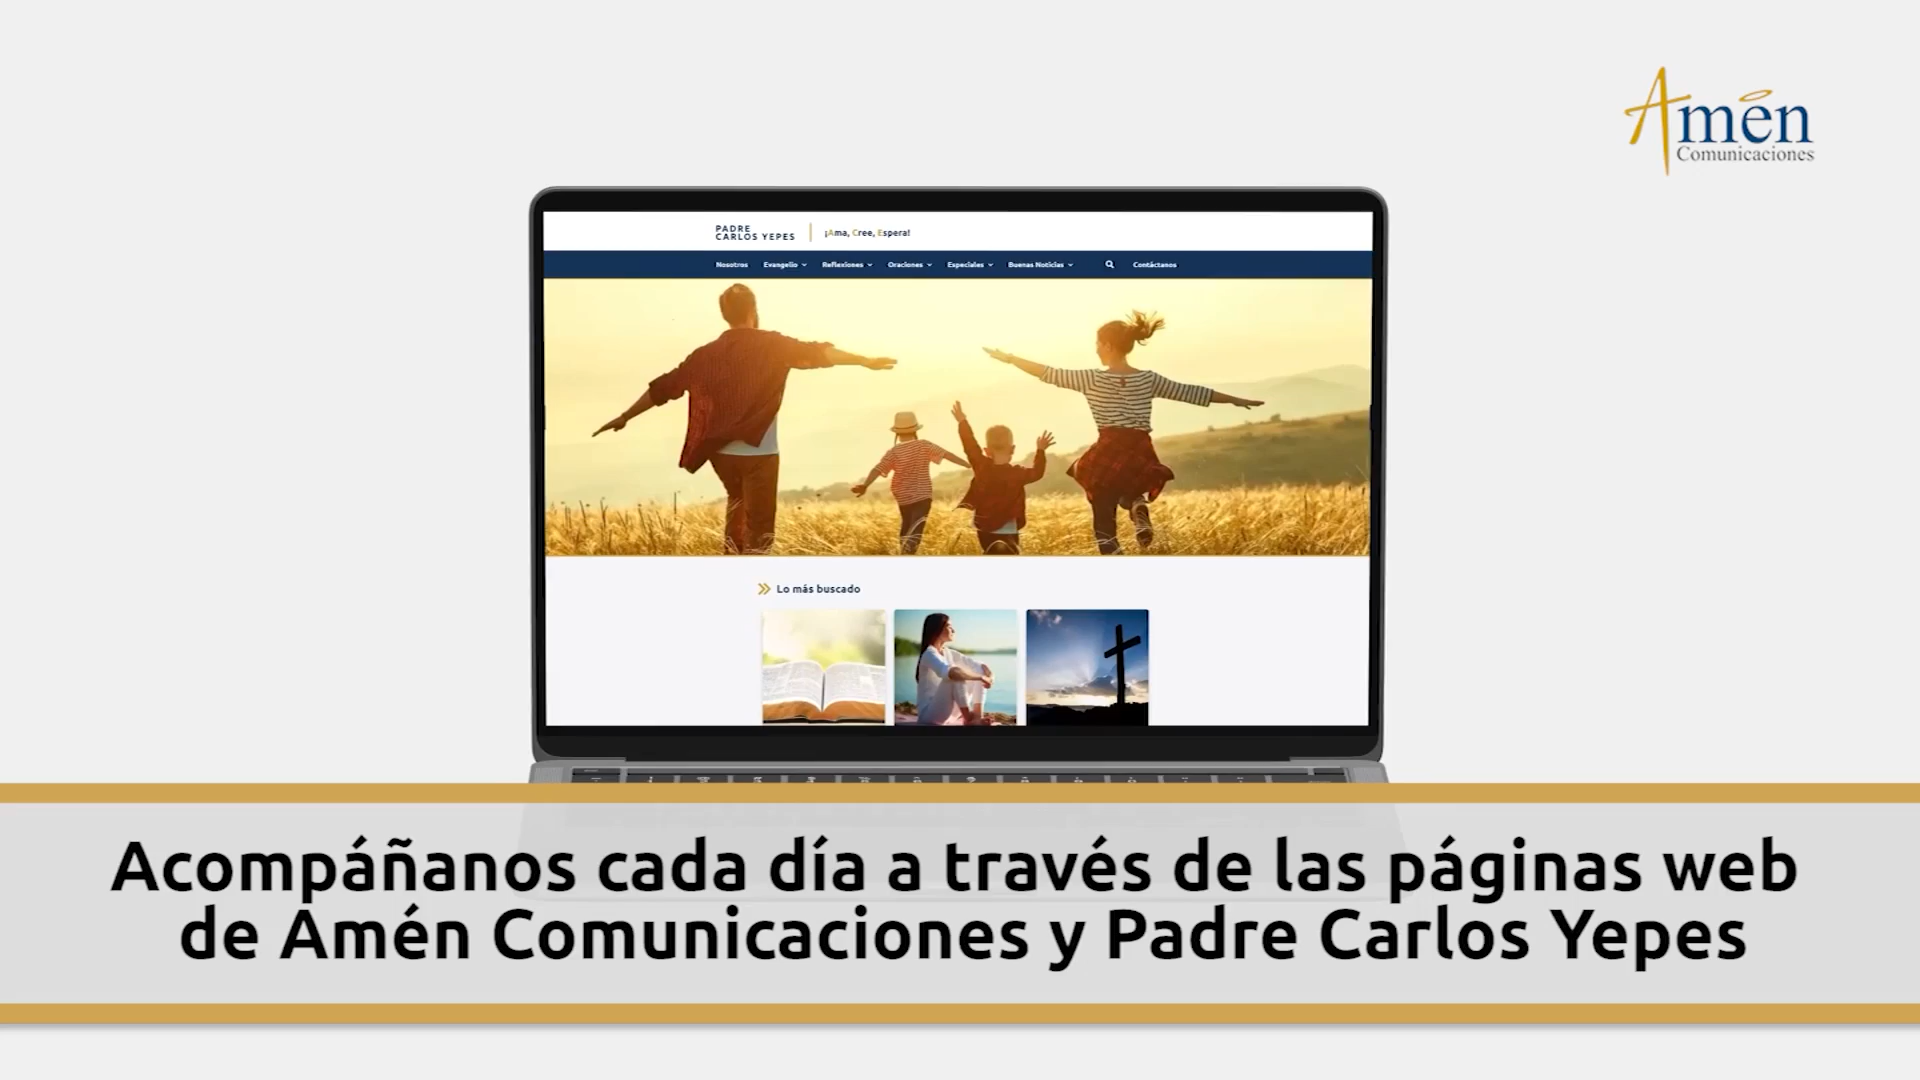 Amén
Comunicaciones
PADRE
CARLOS YEPES
¡Ama, Cree, Espera!
Nosotros Evangelio Reflexiones Oraciones Especiales Buenas Noticias Contáctanos
Lo más buscado
Acompáñanos cada día a través de las páginas web
de Amén Comunicaciones y Padre Carlos Yepes